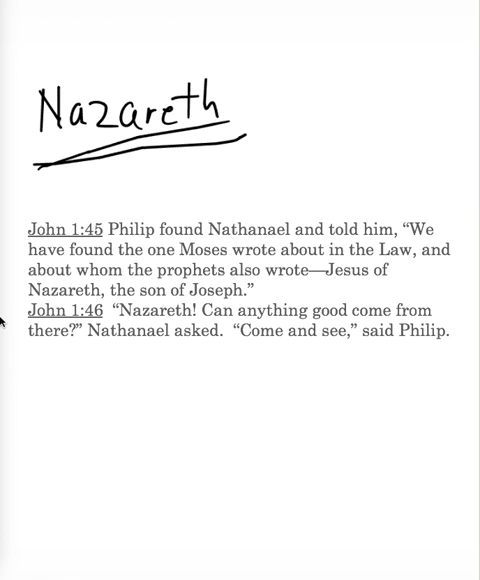 Nazareth
John 1:45 Philip found Nathanael and told him, “We
have found the one Moses wrote about in the Law, and
about whom the prophets also wrote—Jesus of
Nazareth, the son of Joseph.”
John 1:46  “Nazareth! Can anything good come from
there?” Nathanael asked.  “Come and see,” said Philip.